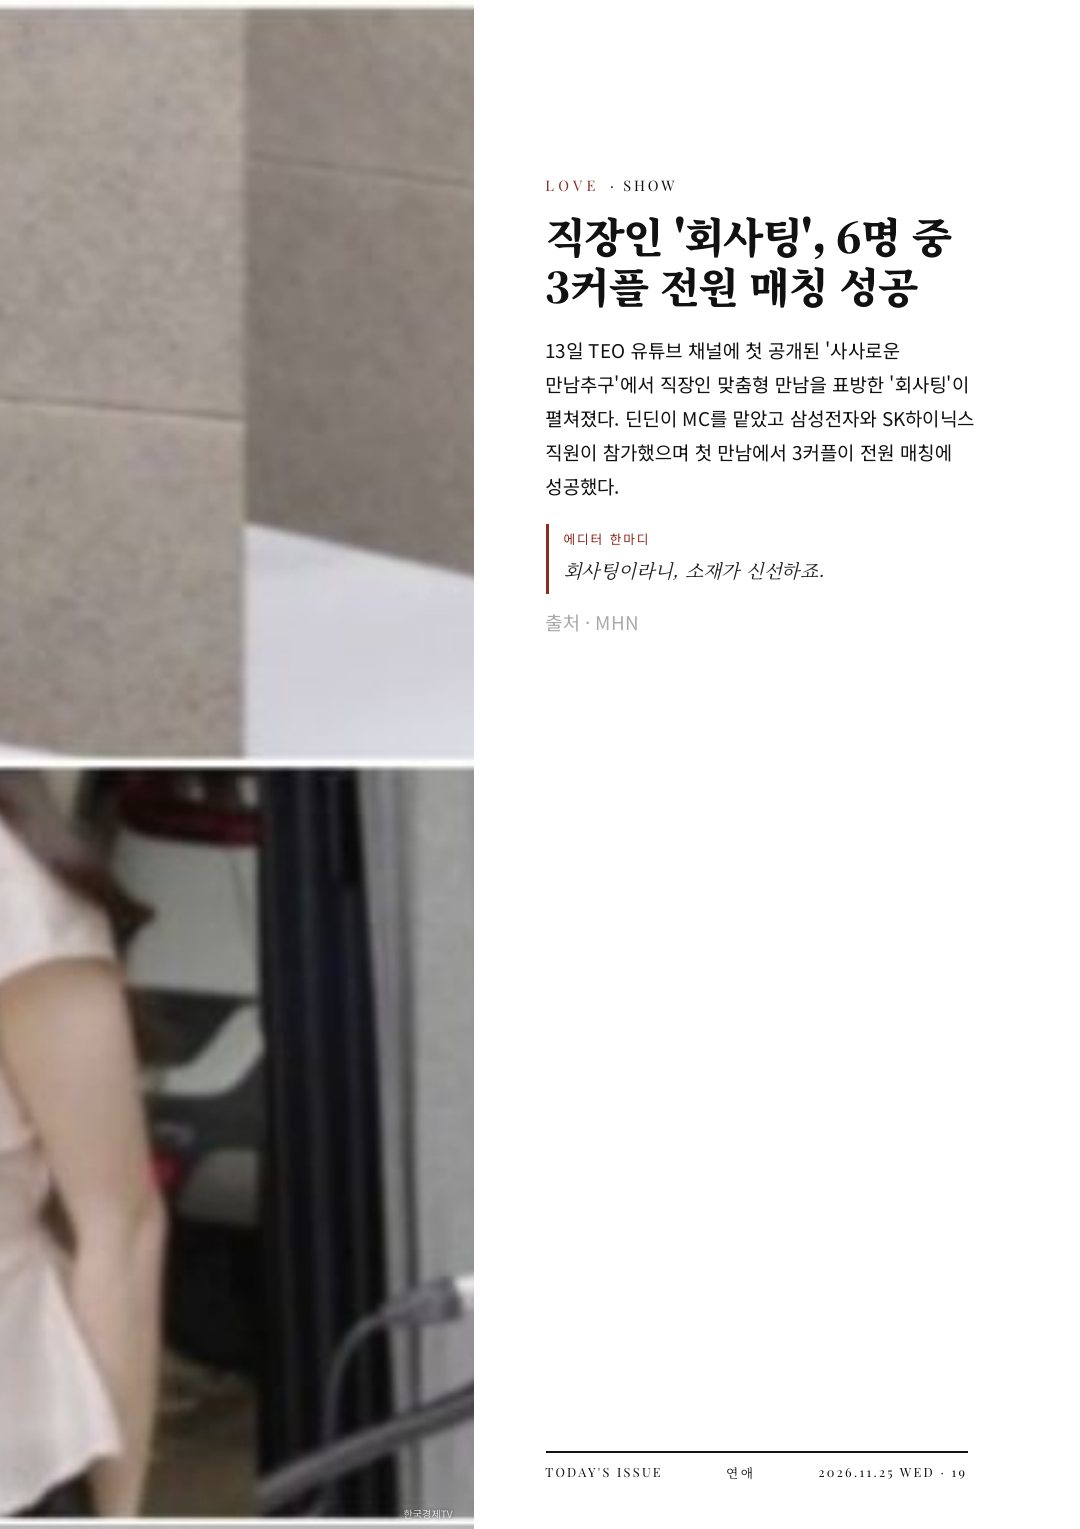 LOVE · SHOW
직장인 '회사팅', 6명 중
3커플 전원 매칭 성공
13일 TEO 유튜브 채널에 첫 공개된 '사사로운
만남추구'에서 직장인 맞춤형 만남을 표방한 '회사팅'이
펼쳐졌다. 딘딘이 MC를 맡았고 삼성전자와 SK하이닉스
직원이 참가했으며 첫 만남에서 3커플이 전원 매칭에
성공했다.
에디터 한마디
회사팅이라니, 소재가 신선하죠.
출처 · MHN
한국경제TV
TODAY'S ISSUE 연애 2026.11.25 WED · 19